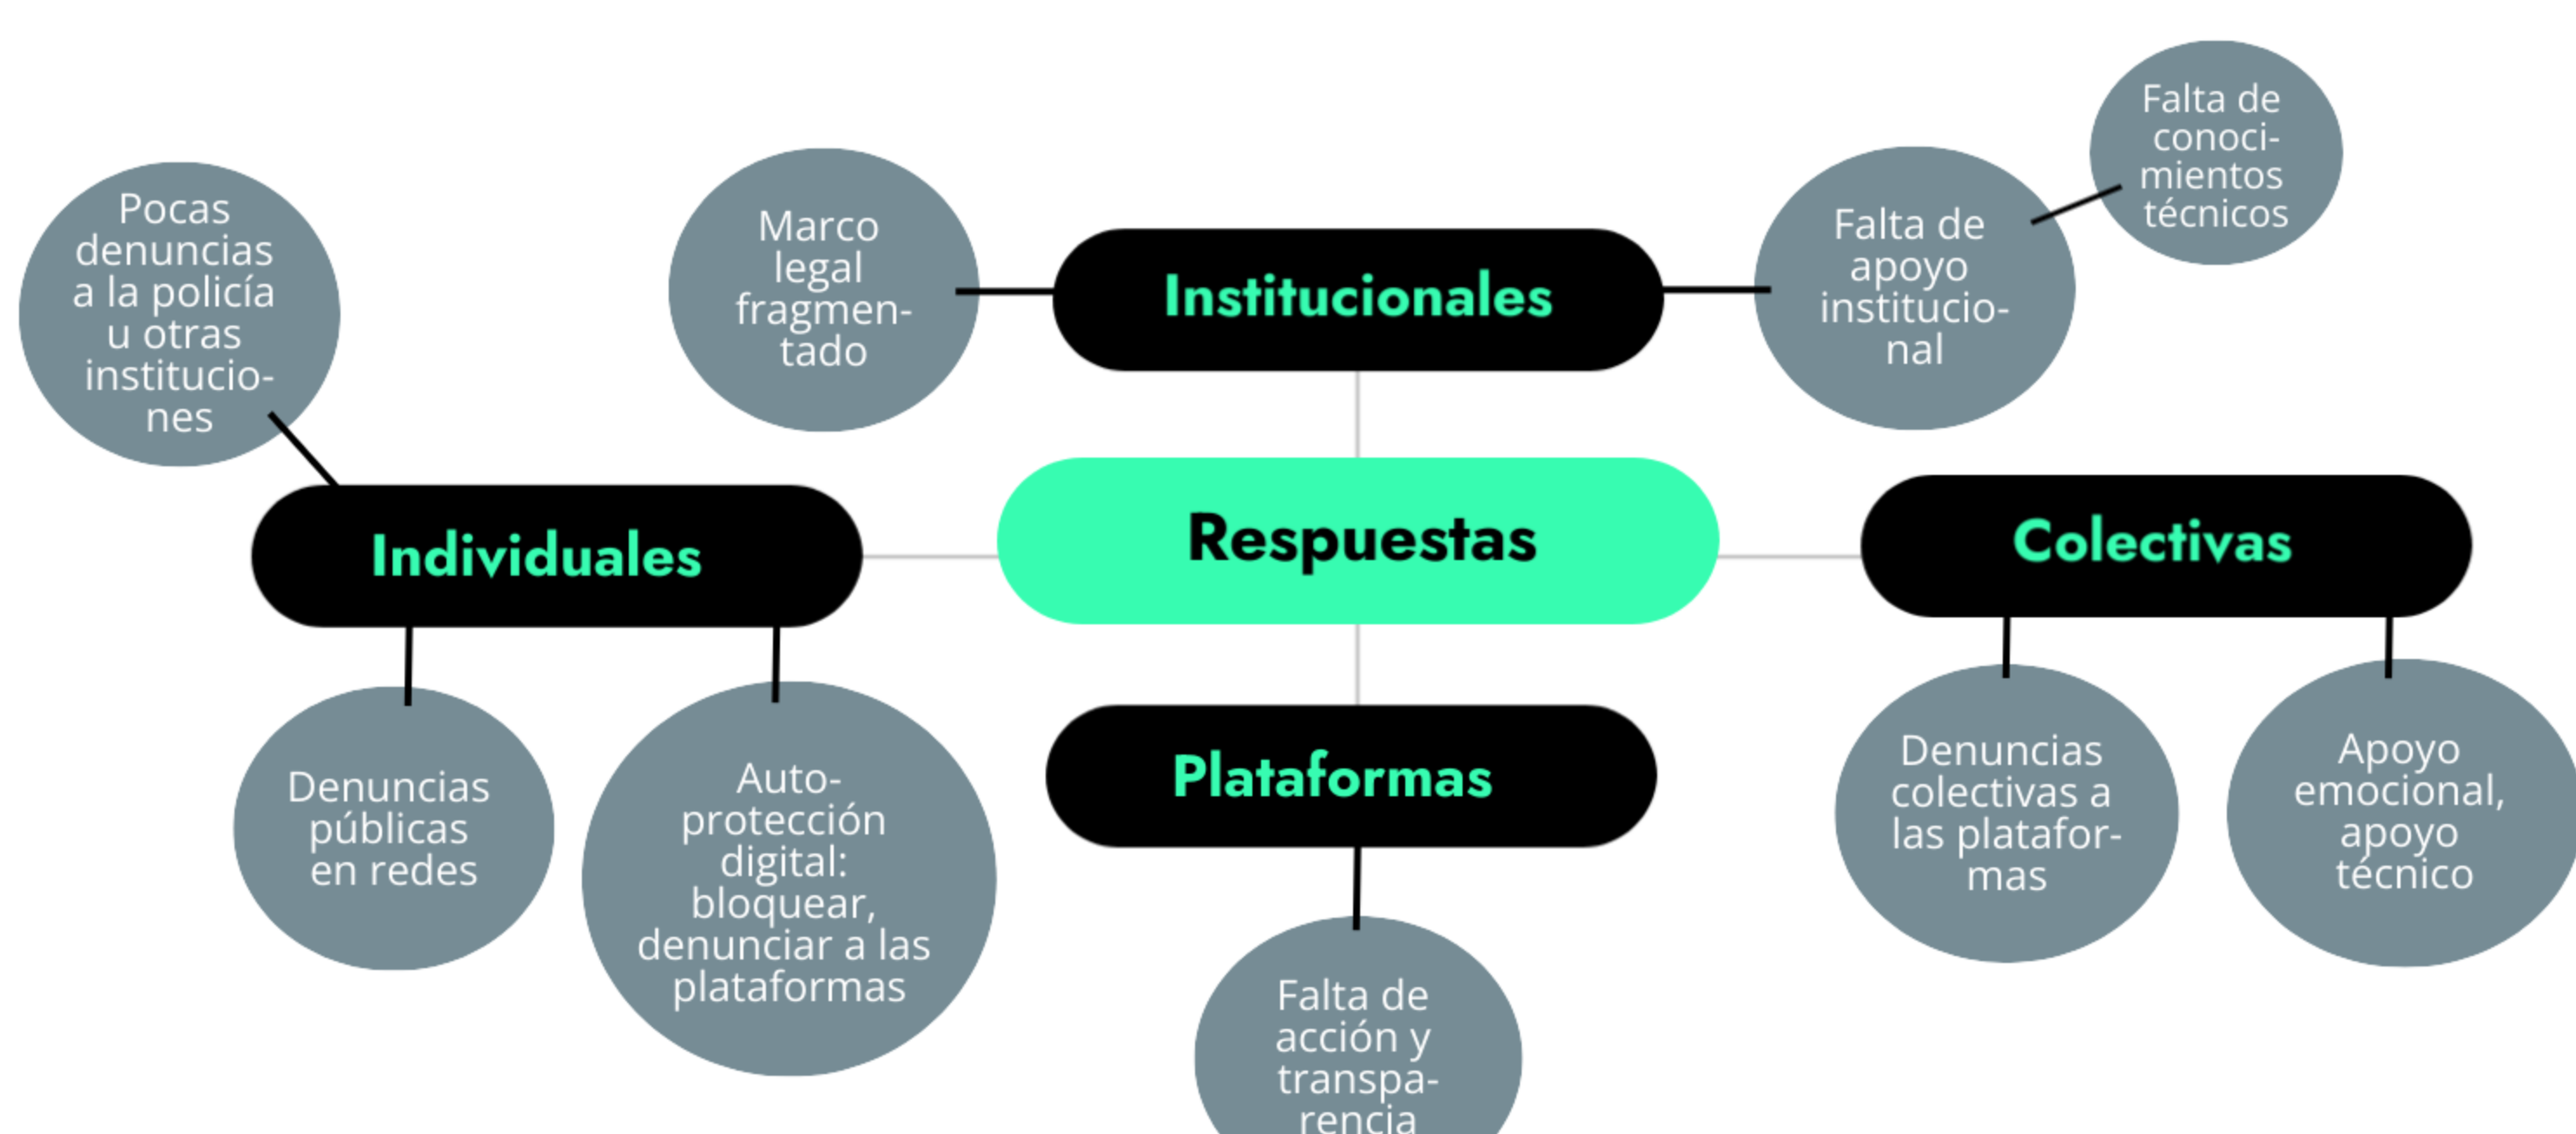 Falta de
conoci-
mientos
técnicos
Marco
legal
fragmen-
tado
Institucionales
Falta de
apoyo
institucio-
nal
Pocas
denuncias
a la policía
u otras
institucio-
nes
Individuales
Respuestas
Colectivas
Denuncias
públicas
en redes
Auto-
protección
digital:
bloquear,
denunciar a las
plataformas
Plataformas
Falta de
acción y
transpa-
rencia
Denuncias
colectivas a
las platafor-
mas
Apoyo
emocional,
apoyo
técnico